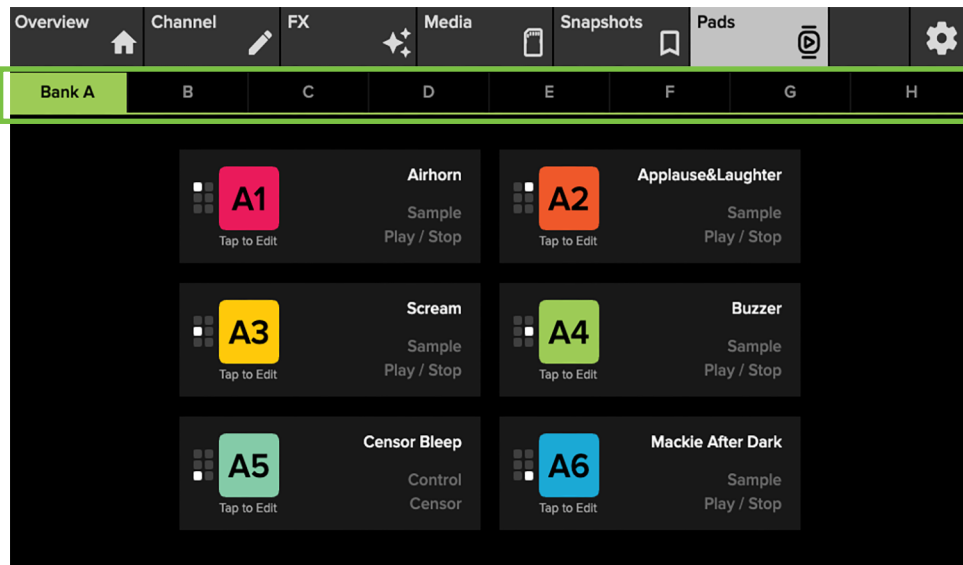 Overview Channel FX Media Snapshots Pads
Bank A B C D E F G H
A1 Airhorn
Sample
Play / Stop
Tap to Edit
A2 Applause&Laughter
Sample
Play / Stop
Tap to Edit
A3 Scream
Sample
Play / Stop
Tap to Edit
A4 Buzzer
Sample
Play / Stop
Tap to Edit
A5 Censor Bleep
Control
Censor
Tap to Edit
A6 Mackie After Dark
Sample
Play / Stop
Tap to Edit